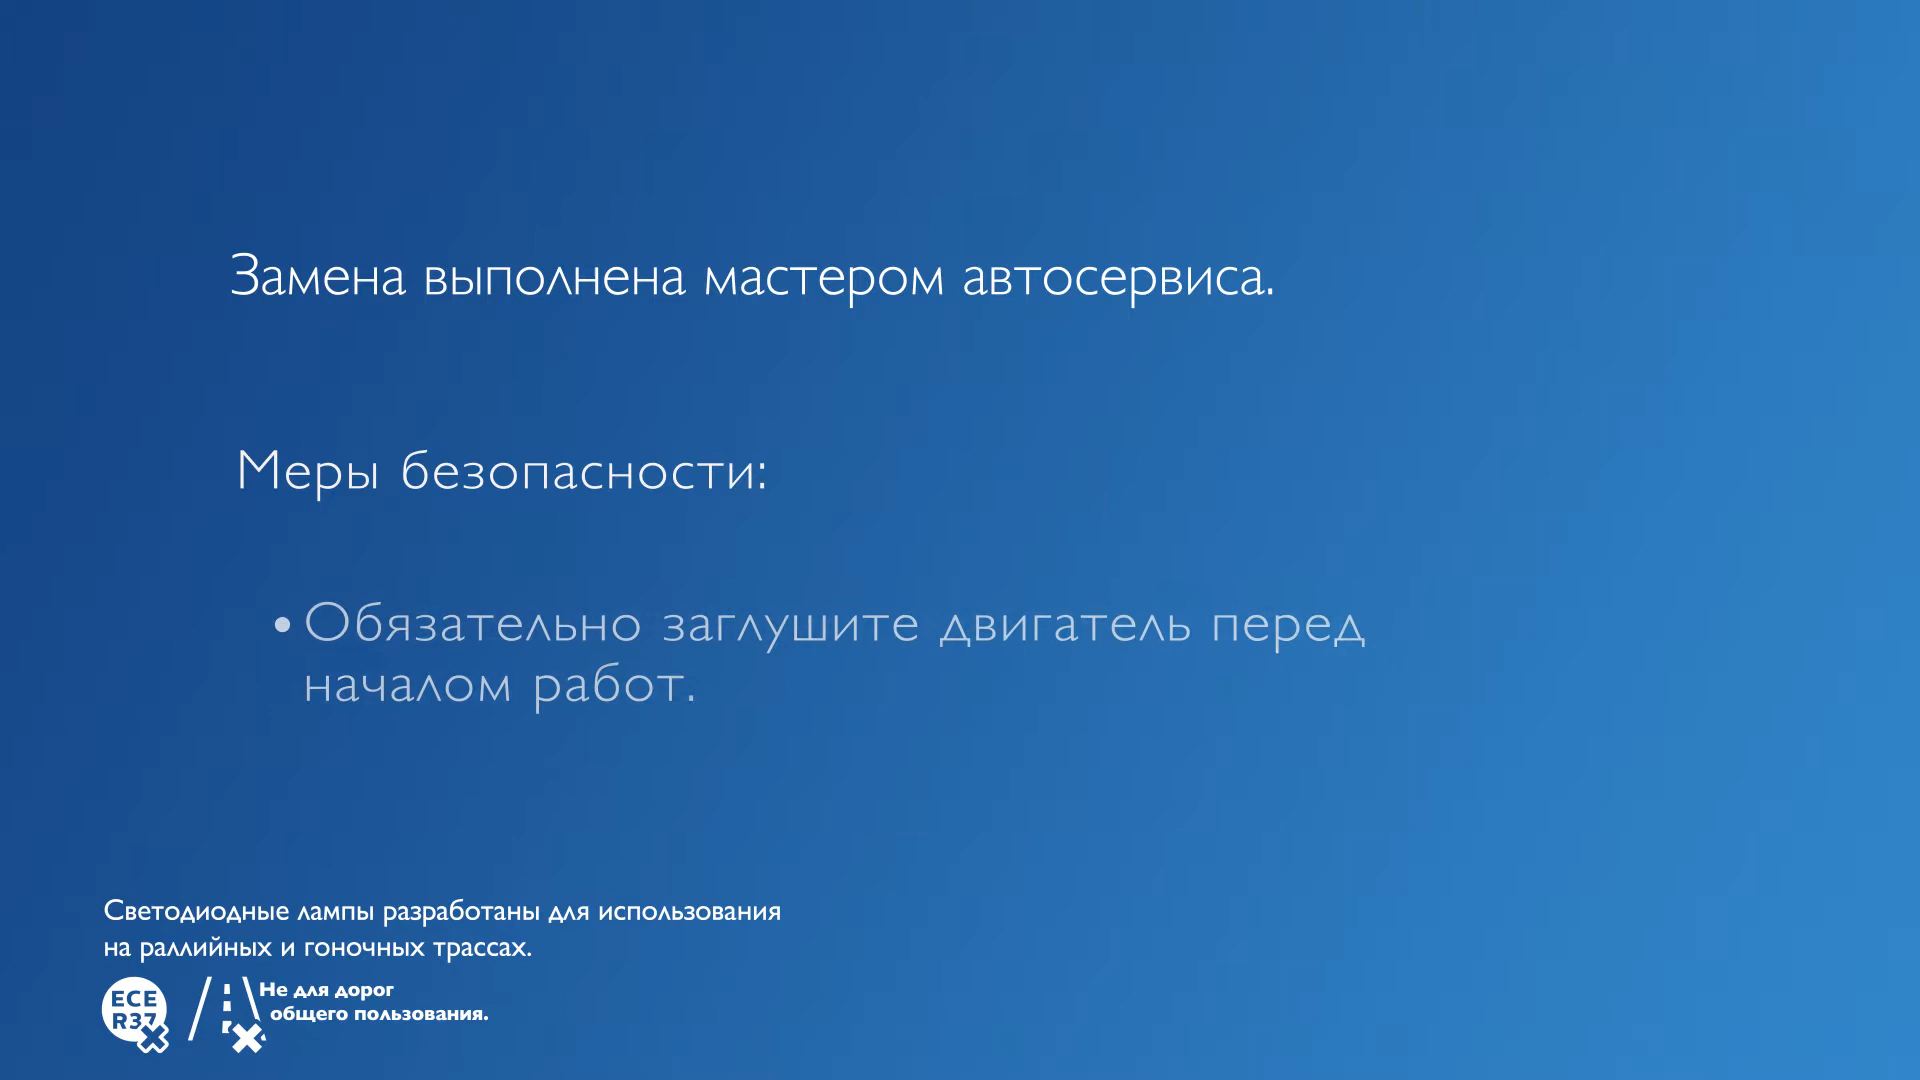 Замена выполнена мастером автосервиса.
Меры безопасности:
• Обязательно заглушите двигатель перед
началом работ.
Светодиодные лампы разработаны для использования
на раллийных и гоночных трассах.
ECE
R37
Не для дорог
общего пользования.